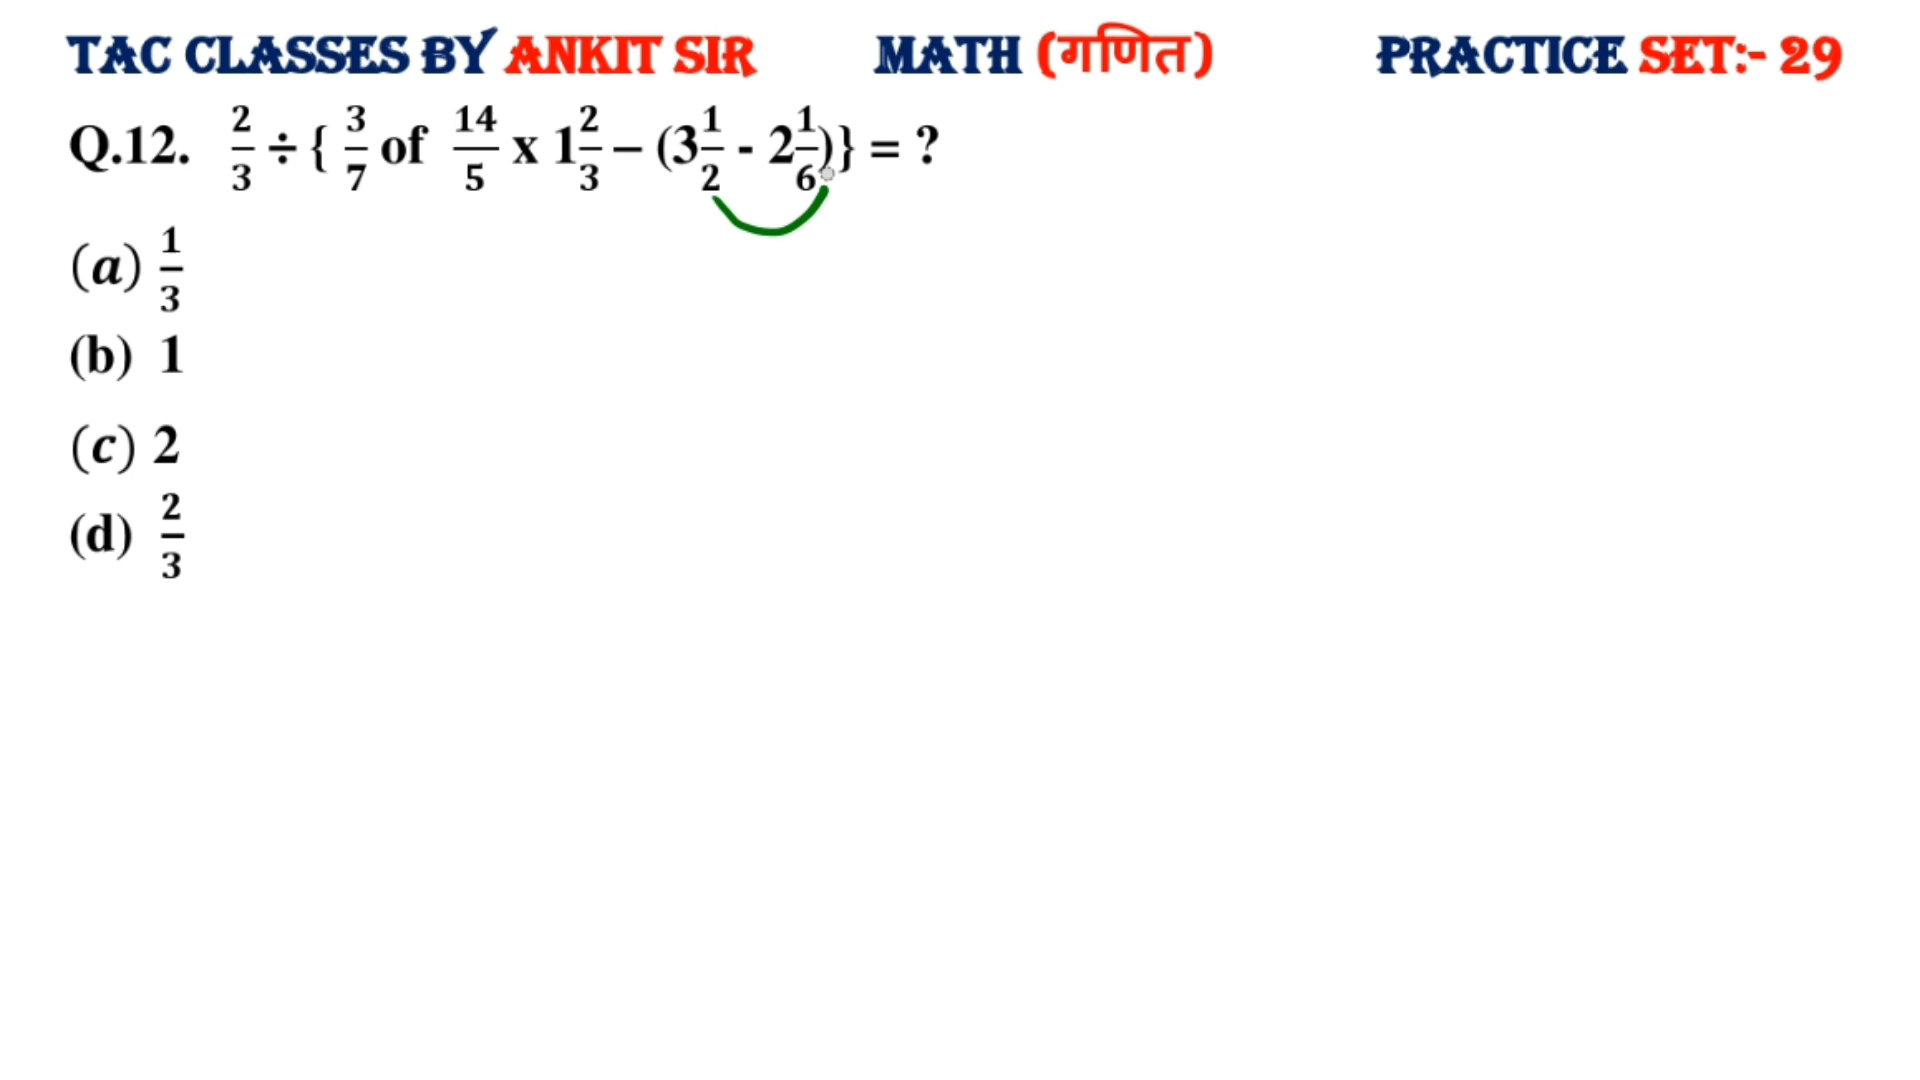 TAC CLASSES BY ANKIT SIR MATH (गणित) PRACTICE SET:- 29
Q.12. 2/3 ÷ { 3/7 of 14/5 x 1 2/3 – (3 1/2 - 2 1/6)} = ?
(a) 1/3
(b) 1
(c) 2
(d) 2/3